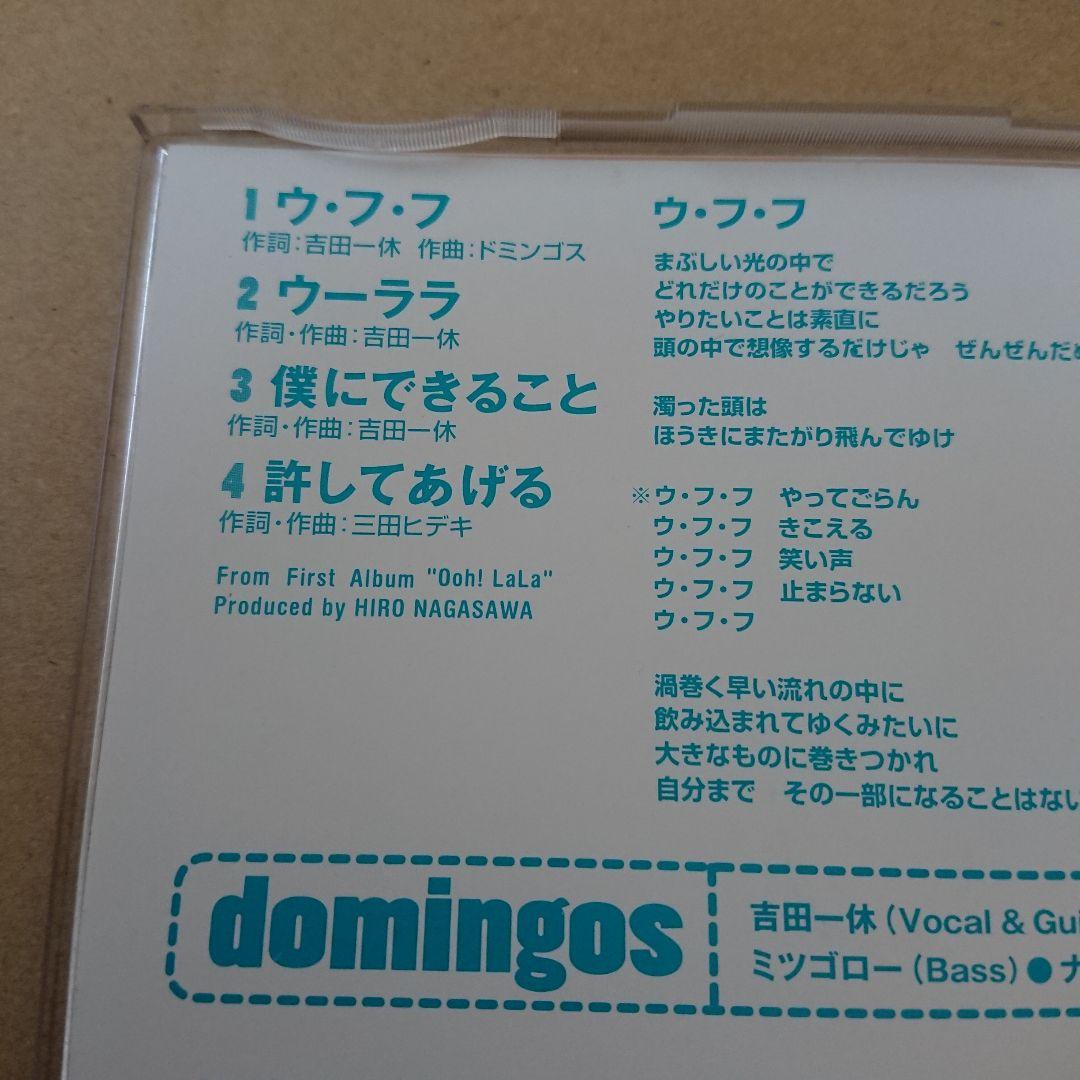 1 ウ・フ・フ
作詞：吉田一休 作曲：ドミンゴス
2 ウーララ
作詞・作曲：吉田一休
3 僕にできること
作詞・作曲：吉田一休
4 許してあげる
作詞・作曲：三田ヒデキ
From First Album "Ooh! LaLa"
Produced by HIRO NAGASAWA
ウ・フ・フ
まぶしい光の中で
どれだけのことができるだろう
やりたいことは素直に
頭の中で想像するだけじゃ ぜんぜんだめ
濁った頭は
ほうきにまたがり飛んでゆけ
※ウ・フ・フ やってごらん
ウ・フ・フ きこえる
ウ・フ・フ 笑い声
ウ・フ・フ 止まらない
ウ・フ・フ
渦巻く早い流れの中に
飲み込まれてゆくみたいに
大きなものに巻きつかれ
自分まで その一部になることはない
domingos
吉田一休（Vocal & Gui
ミツゴロー（Bass）●ナ